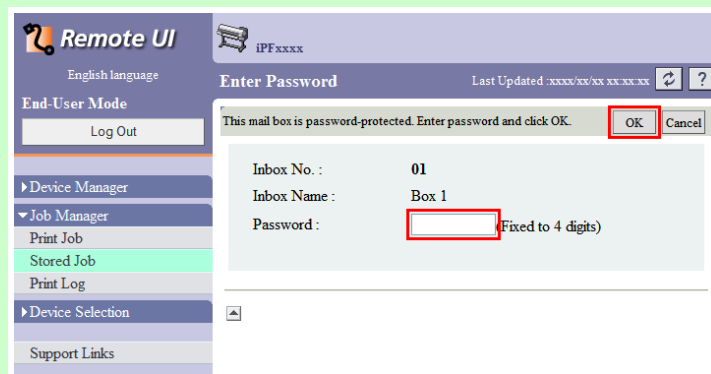 Remote UI
English language
End-User Mode
Log Out
Device Manager
Job Manager
Print Job
Stored Job
Print Log
Device Selection
Support Links
iPFxxxx
Enter Password
Last Updated :xxxx/xx/xx xx:xx:xx
?
This mail box is password-protected. Enter password and click OK.
OK
Cancel
Inbox No. : 01
Inbox Name : Box 1
Password : (Fixed to 4 digits)